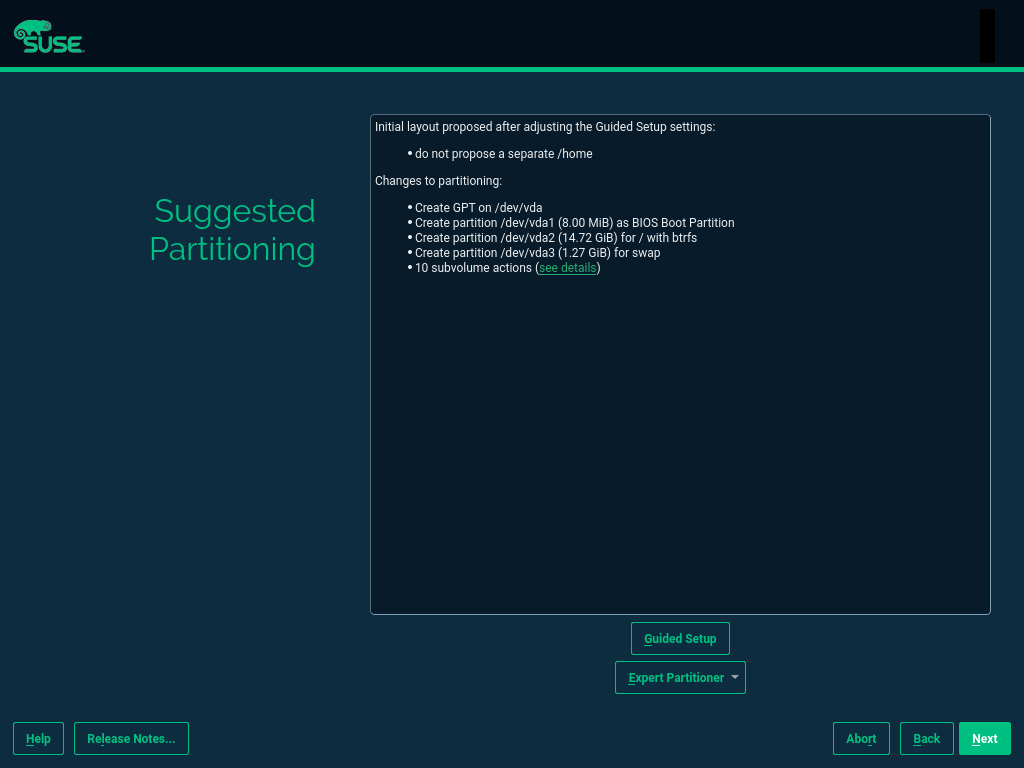 SUSE
Suggested
Partitioning
Initial layout proposed after adjusting the Guided Setup settings:
• do not propose a separate /home
Changes to partitioning:
• Create GPT on /dev/vda
• Create partition /dev/vda1 (8.00 MiB) as BIOS Boot Partition
• Create partition /dev/vda2 (14.72 GiB) for / with btrfs
• Create partition /dev/vda3 (1.27 GiB) for swap
• 10 subvolume actions (see details)
Guided Setup
Expert Partitioner
Help
Release Notes...
Abort
Back
Next